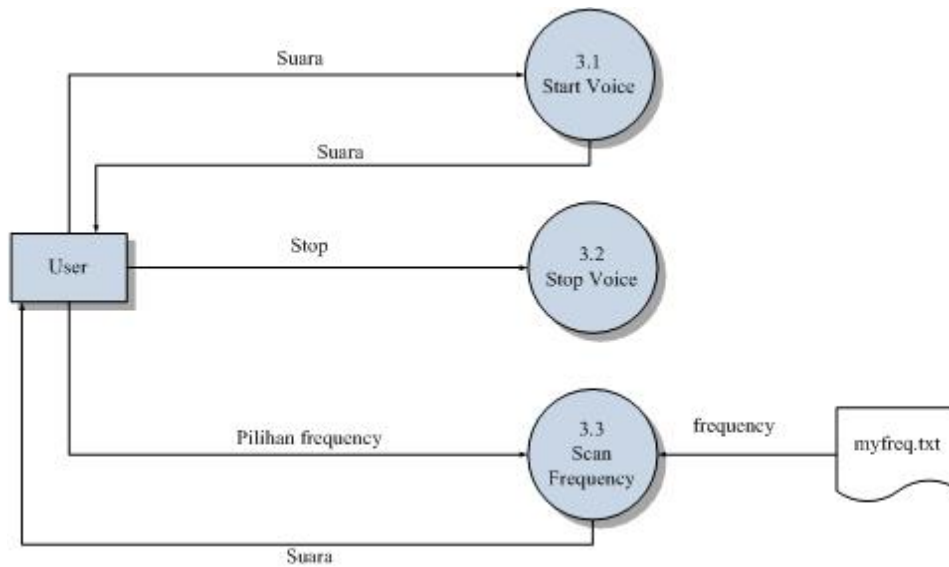 Suara
3.1
Start Voice
Suara
User
Stop
3.2
Stop Voice
Pilihan frequency
3.3
Scan
Frequency
frequency
myfreq.txt
Suara